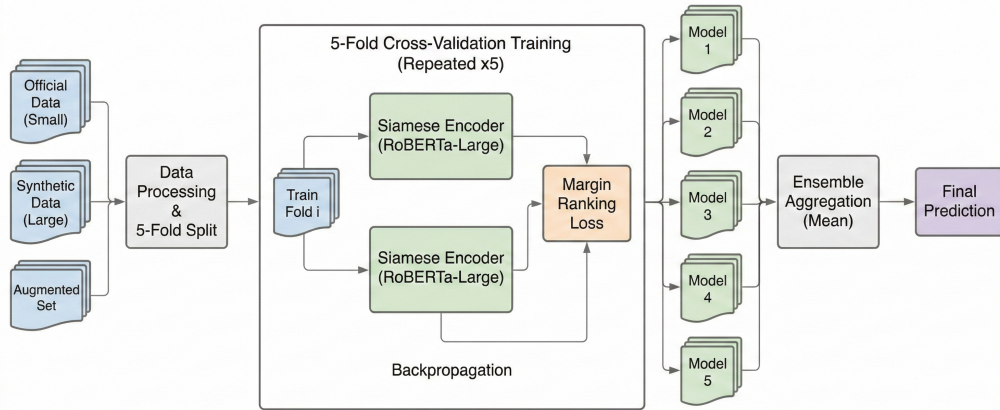 Official
Data
(Small)
Synthetic
Data
(Large)
Augmented
Set
Data
Processing
&
5-Fold Split
5-Fold Cross-Validation Training
(Repeated x5)
Train
Fold i
Siamese Encoder
(RoBERTa-Large)
Siamese Encoder
(RoBERTa-Large)
Margin
Ranking
Loss
Backpropagation
Model
1
Model
2
Model
3
Model
4
Model
5
Ensemble
Aggregation
(Mean)
Final
Prediction